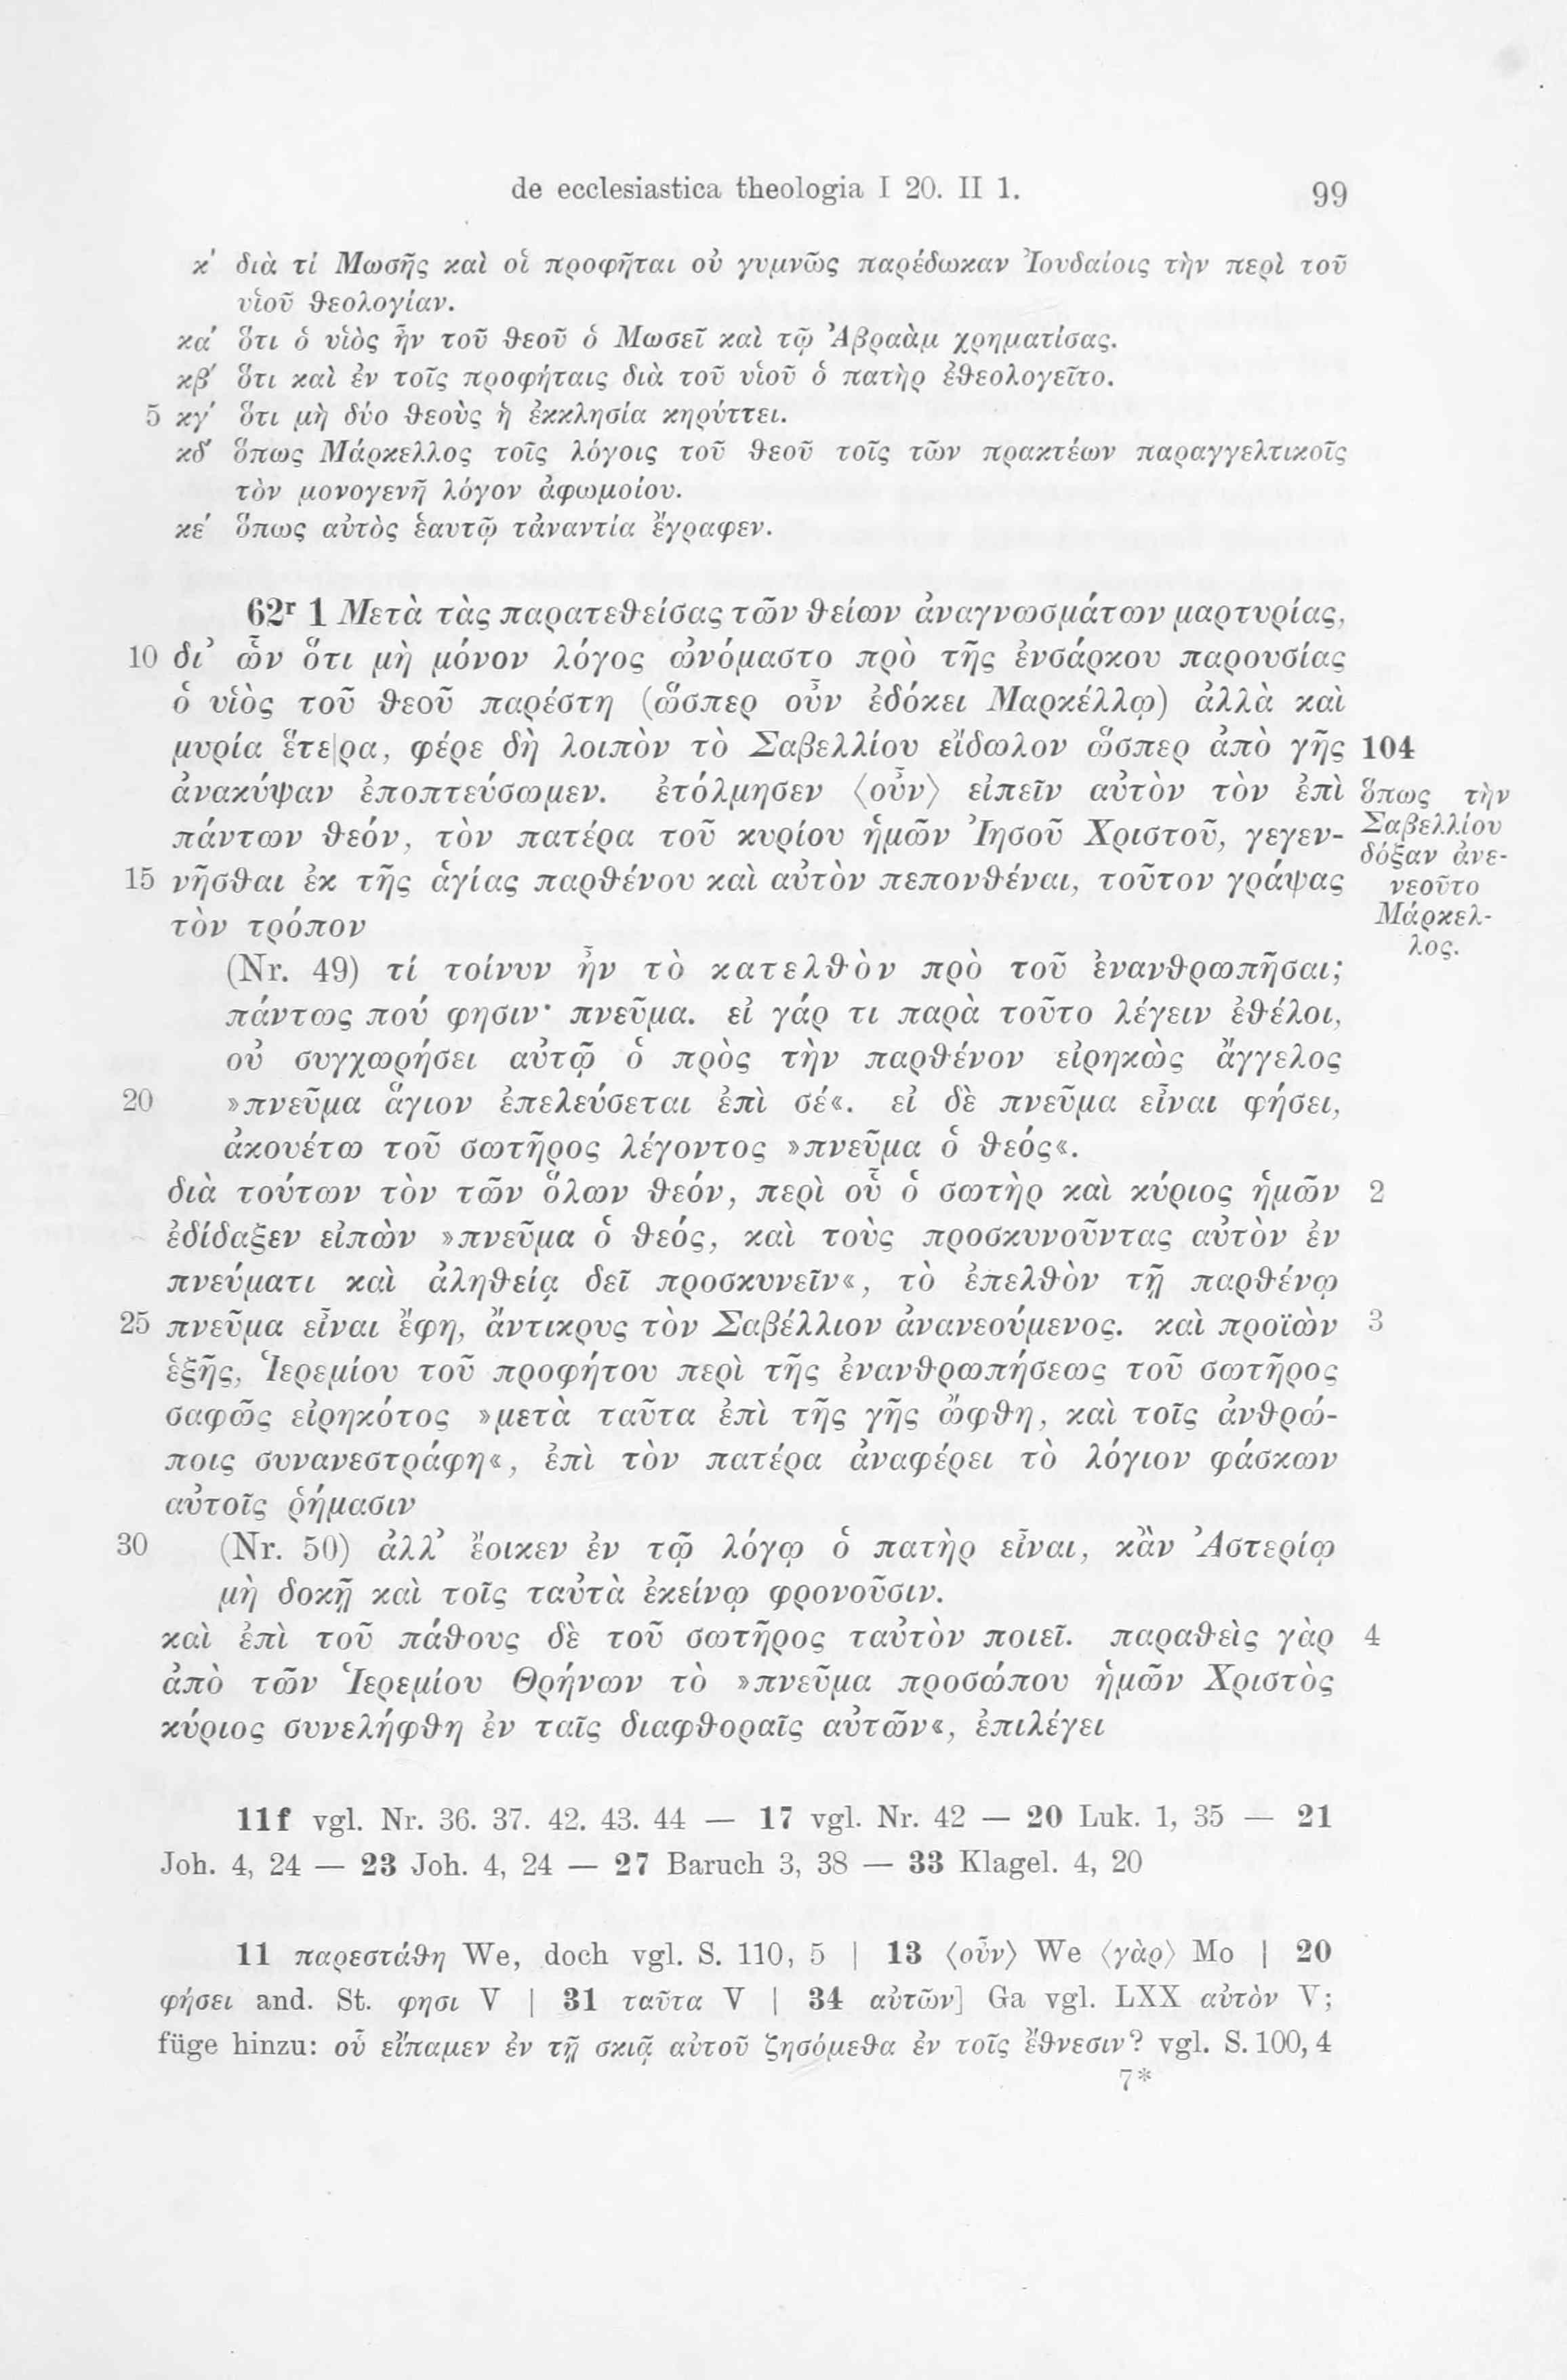 de ecclesiastica theologia I 20. II 1. 99
κ′ διὰ τί Μωσῆς καὶ οἱ προφῆται οὐ γυμνῶς παρέδωκαν Ἰουδαίοις τὴν περὶ τοῦ
υἱοῦ θεολογίαν.
κα′ ὅτι ὁ υἱὸς ἦν τοῦ θεοῦ ὁ Μωσεῖ καὶ τῷ Ἀβραὰμ χρηματίσας.
κβ′ ὅτι καὶ ἐν τοῖς προφήταις διὰ τοῦ υἱοῦ ὁ πατὴρ ἐθεολογεῖτο.
5 κγ′ ὅτι μὴ δύο θεοὺς ἡ ἐκκλησία κηρύττει.
κδ′ ὅπως Μάρκελλος τοῖς λόγοις τοῦ θεοῦ τοῖς τῶν πρακτέων παραγγελτικοῖς
τὸν μονογενῆ λόγον ἀφωμοίου.
κε′ ὅπως αὐτὸς ἑαυτῷ τἀναντία ἔγραφεν.
62r 1 Μετὰ τὰς παρατεθείσας τῶν θείων ἀναγνωσμάτων μαρτυρίας,
10 δι’ ὧν ὅτι μὴ μόνον λόγος ὠνόμαστο πρὸ τῆς ἐνσάρκου παρουσίας
ὁ υἱὸς τοῦ θεοῦ παρέστη (ὥσπερ οὖν ἐδόκει Μαρκέλλῳ) ἀλλὰ καὶ
μυρία ἕτε|ρα, φέρε δὴ λοιπὸν τὸ Σαβελλίου εἴδωλον ὥσπερ ἀπὸ γῆς 104
ἀνακύψαν ἐποπτεύσωμεν. ἐτόλμησεν ⟨οὖν⟩ εἰπεῖν αὐτὸν τὸν ἐπὶ
πάντων θεόν, τὸν πατέρα τοῦ κυρίου ἡμῶν Ἰησοῦ Χριστοῦ, γεγεν-
15 νῆσθαι ἐκ τῆς ἁγίας παρθένου καὶ αὐτὸν πεπονθέναι, τοῦτον γράψας
τὸν τρόπον
ὅπως τὴν
Σαβελλίου
δόξαν ἀνε-
νεοῦτο
Μάρκελ-
λος.
(Nr. 49) τί τοίνυν ἦν τὸ κατελθὸν πρὸ τοῦ ἐνανθρωπῆσαι;
πάντως πού φησιν· πνεῦμα. εἰ γάρ τι παρὰ τοῦτο λέγειν ἐθέλοι,
οὐ συγχωρήσει αὐτῷ ὁ πρὸς τὴν παρθένον εἰρηκὼς ἄγγελος
20 »πνεῦμα ἅγιον ἐπελεύσεται ἐπὶ σέ«. εἰ δὲ πνεῦμα εἶναι φήσει,
ἀκουέτω τοῦ σωτῆρος λέγοντος »πνεῦμα ὁ θεός«.
διὰ τούτων τὸν τῶν ὅλων θεόν, περὶ οὗ ὁ σωτὴρ καὶ κύριος ἡμῶν 2
ἐδίδαξεν εἰπὼν »πνεῦμα ὁ θεός, καὶ τοὺς προσκυνοῦντας αὐτὸν ἐν
πνεύματι καὶ ἀληθείᾳ δεῖ προσκυνεῖν«, τὸ ἐπελθὸν τῇ παρθένῳ
25 πνεῦμα εἶναι ἔφη, ἄντικρυς τὸν Σαβέλλιον ἀνανεούμενος. καὶ προϊὼν 3
ἑξῆς, Ἱερεμίου τοῦ προφήτου περὶ τῆς ἐνανθρωπήσεως τοῦ σωτῆρος
σαφῶς εἰρηκότος »μετὰ ταῦτα ἐπὶ τῆς γῆς ὤφθη, καὶ τοῖς ἀνθρώ-
ποις συνανεστράφη«, ἐπὶ τὸν πατέρα ἀναφέρει τὸ λόγιον φάσκων
αὐτοῖς ῥήμασιν
30 (Nr. 50) ἀλλ’ ἔοικεν ἐν τῷ λόγῳ ὁ πατὴρ εἶναι, κἂν Ἀστερίῳ
μὴ δοκῇ καὶ τοῖς ταὐτὰ ἐκείνῳ φρονοῦσιν.
καὶ ἐπὶ τοῦ πάθους δὲ τοῦ σωτῆρος ταὐτὸν ποιεῖ. παραθεὶς γὰρ 4
ἀπὸ τῶν Ἱερεμίου Θρήνων τὸ »πνεῦμα προσώπου ἡμῶν Χριστὸς
κύριος συνελήφθη ἐν ταῖς διαφθοραῖς αὐτῶν«, ἐπιλέγει
11f vgl. Nr. 36. 37. 42. 43. 44 — 17 vgl. Nr. 42 — 20 Luk. 1, 35 — 21
Joh. 4, 24 — 23 Joh. 4, 24 — 27 Baruch 3, 38 — 33 Klagel. 4, 20
11 παρεστάθη We, doch vgl. S. 110, 5 | 13 ⟨οὖν⟩ We ⟨γὰρ⟩ Mo | 20
φήσει and. St. φησι V | 31 ταῦτα V | 34 αὐτῶν] Ga vgl. LXX αὐτὸν V;
füge hinzu: οὗ εἴπαμεν ἐν τῇ σκιᾷ αὐτοῦ ζησόμεθα ἐν τοῖς ἔθνεσιν? vgl. S. 100, 4
7*